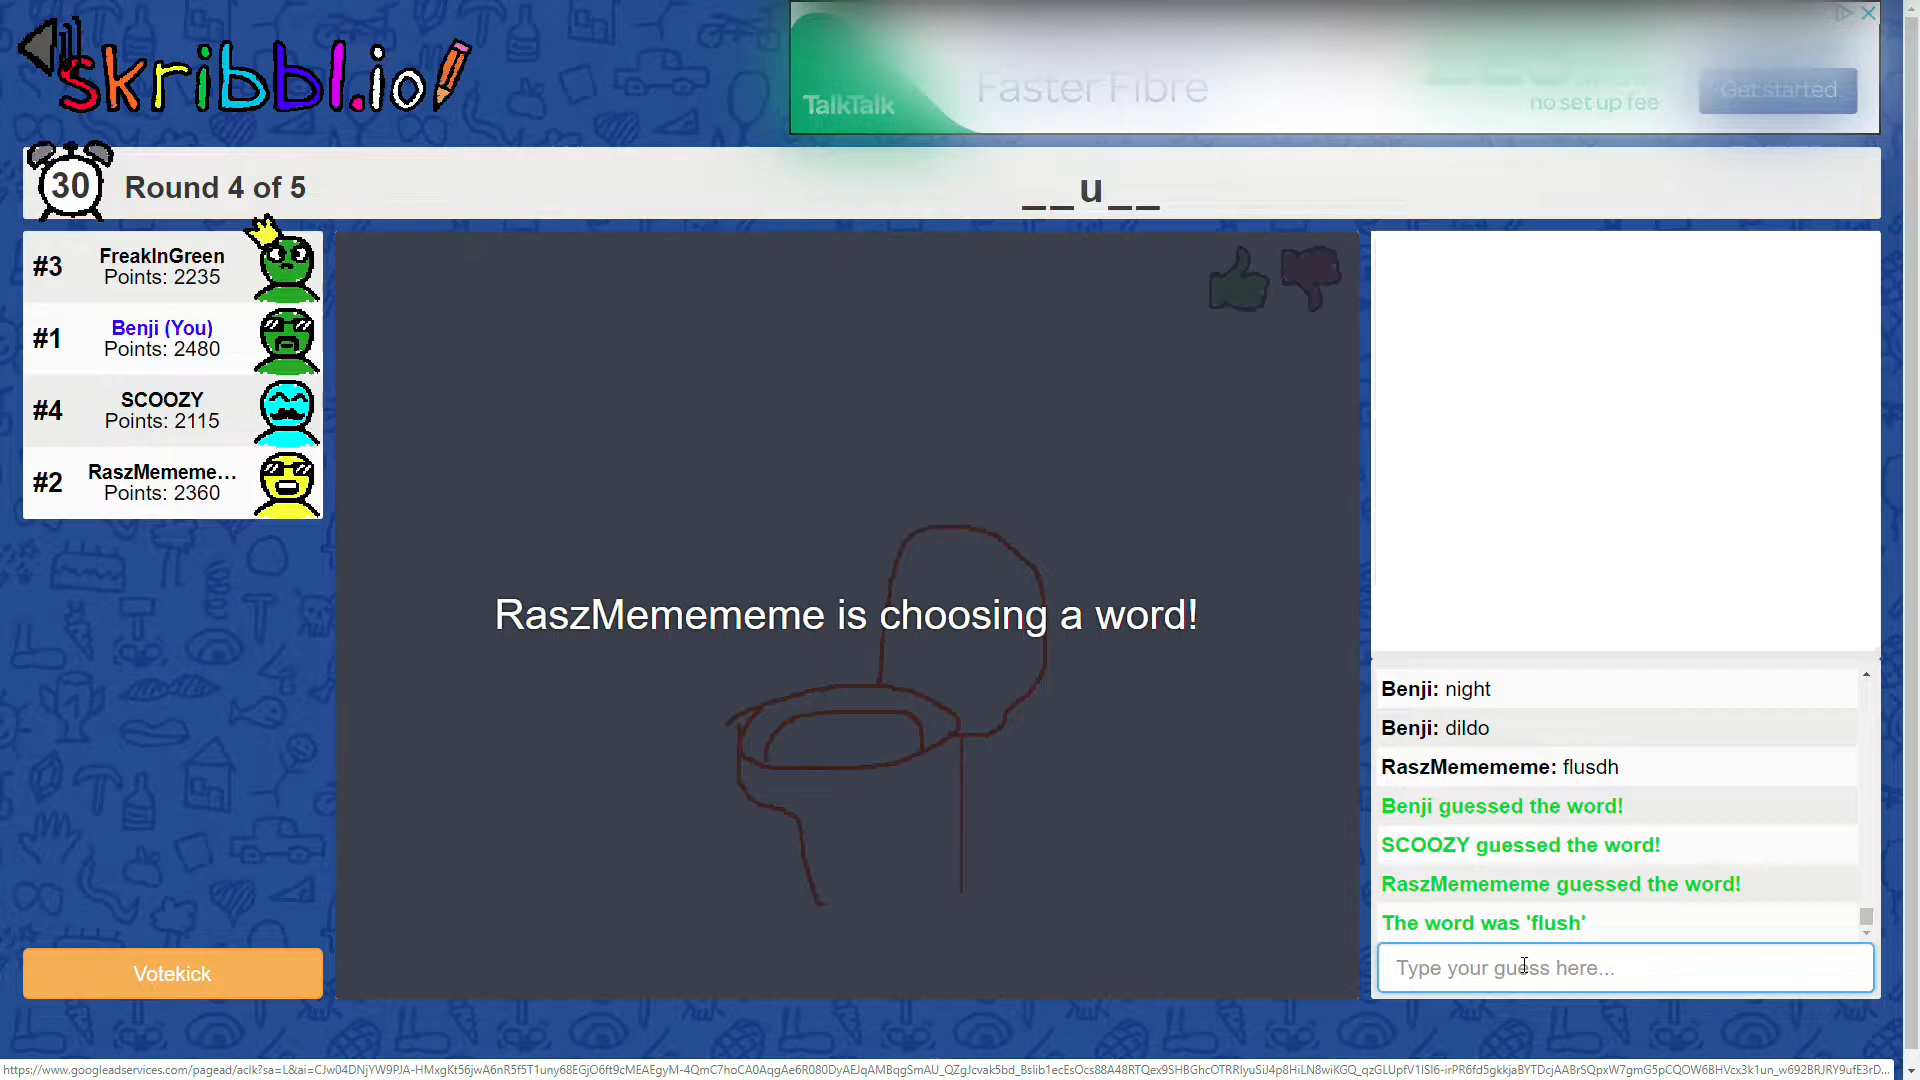 skribbl.io
TalkTalk
Faster Fibre
no set up fee
Get started
30
Round 4 of 5
__u__
#3
FreakInGreen
Points: 2235
#1
Benji (You)
Points: 2480
#4
SCOOZY
Points: 2115
#2
RaszMememe...
Points: 2360
RaszMemememe is choosing a word!
Benji: night
Benji: dildo
RaszMemememe: flusdh
Benji guessed the word!
SCOOZY guessed the word!
RaszMemememe guessed the word!
The word was 'flush'
Type your guess here...
Votekick